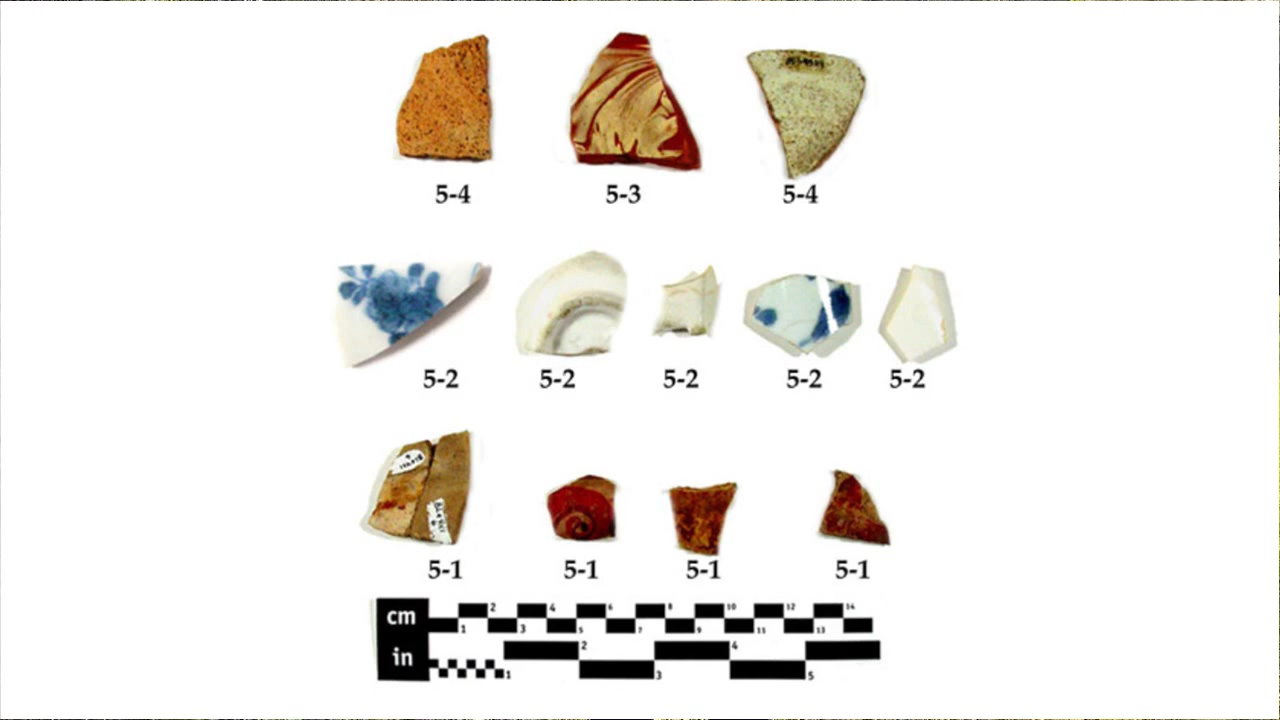 5-4 5-3 5-4
5-2 5-2 5-2 5-2 5-2
5-1 5-1 5-1 5-1
cm 2 4 6 8 10 12 14
1 3 5 7 9 11 13
in 2 4
1 3 5